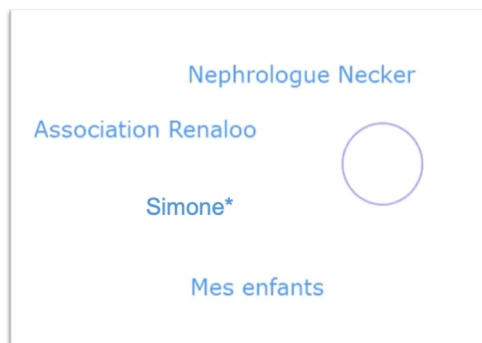 Nephrologue Necker
Association Renaloo
Simone*
Mes enfants